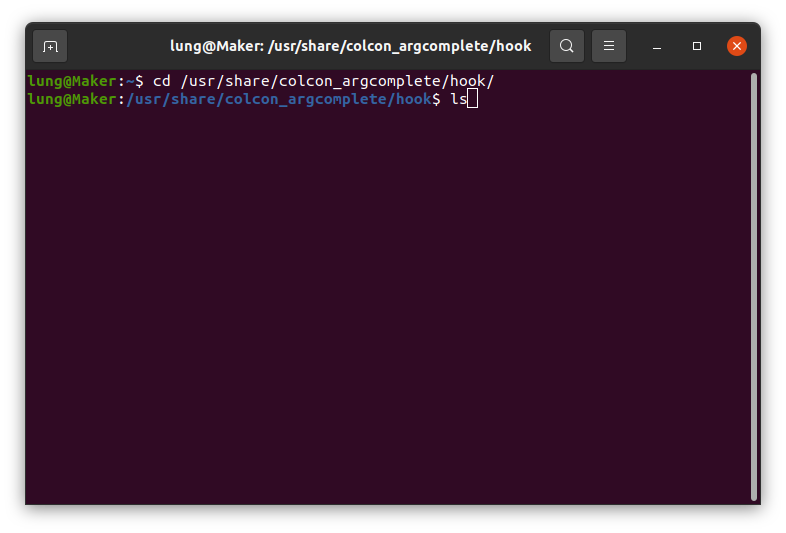 lung@Maker: /usr/share/colcon_argcomplete/hook
lung@Maker:~$ cd /usr/share/colcon_argcomplete/hook/
lung@Maker:/usr/share/colcon_argcomplete/hook$ ls